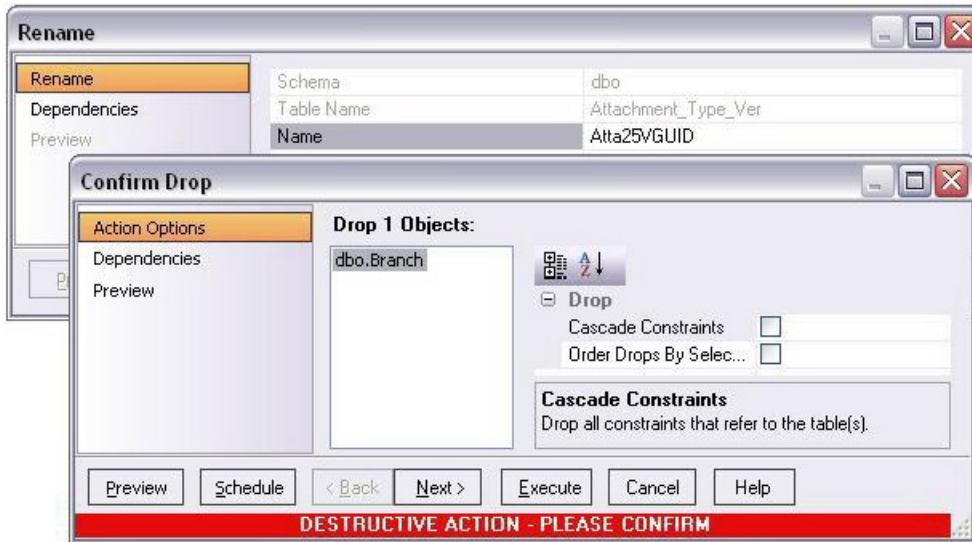 Rename
Rename
Dependencies
Preview
Schema dbo
Table Name Attachment_Type_Ver
Name Atta25VGUID
Confirm Drop
Action Options
Dependencies
Preview
Drop 1 Objects:
dbo.Branch
Drop
Cascade Constraints
Order Drops By Selec...
Cascade Constraints
Drop all constraints that refer to the table(s).
Preview Schedule < Back Next > Execute Cancel Help
DESTRUCTIVE ACTION - PLEASE CONFIRM